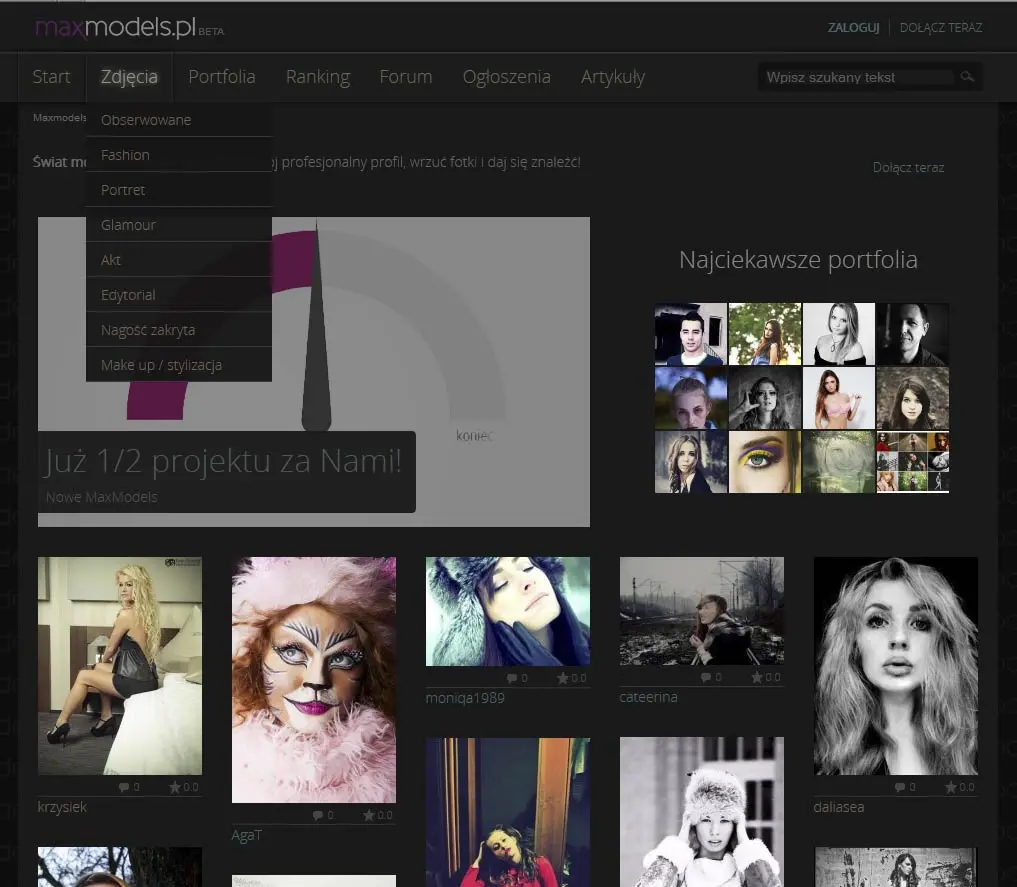 maxmodels.pl BETA
ZALOGUJ DOŁĄCZ TERAZ
Start Zdjęcia Portfolia Ranking Forum Ogłoszenia Artykuły
Wpisz szukany tekst
Maxmodels
Obserwowane
Fashion
Portret
Glamour
Akt
Edytorial
Nagość zakryta
Make up / stylizacja
Świat profesjonalny profil, wrzuć fotki i daj się znaleźć!
Dołącz teraz
koniec
Już 1/2 projektu za Nami!
Nowe MaxModels
Najciekawsze portfolia
0 0.0
krzysiek
0 0.0
AgaT
0 0.0
moniqa1989
0 0.0
cateerina
0 0.0
daliasea